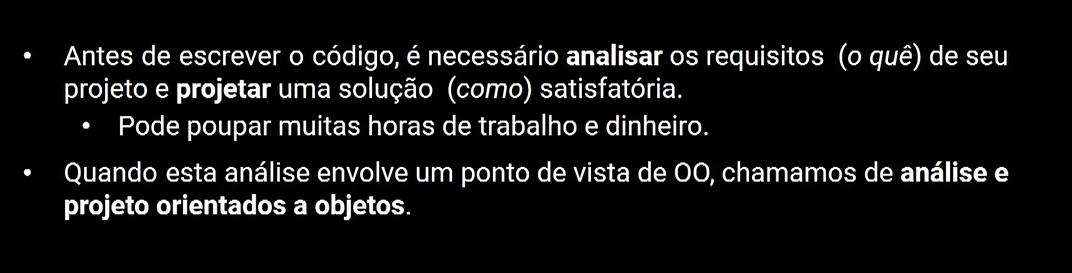 • Antes de escrever o código, é necessário analisar os requisitos (o quê) de seu
projeto e projetar uma solução (como) satisfatória.
• Pode poupar muitas horas de trabalho e dinheiro.
• Quando esta análise envolve um ponto de vista de OO, chamamos de análise e
projeto orientados a objetos.